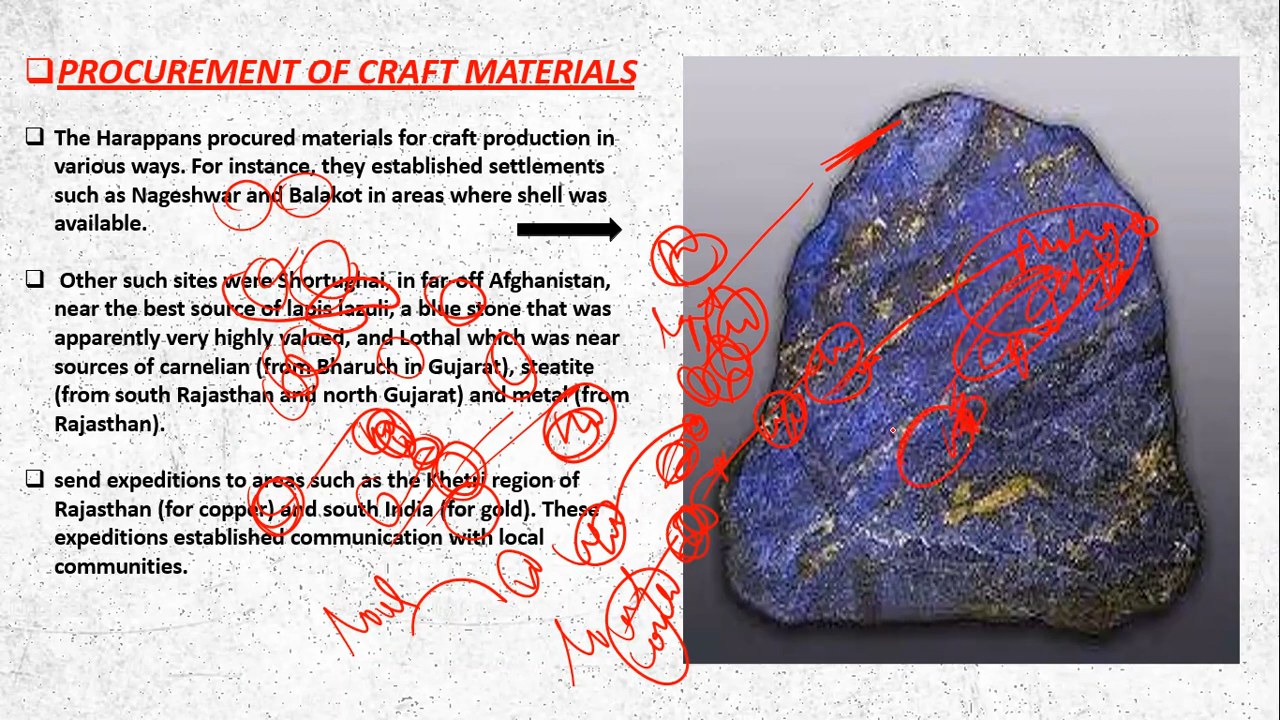 PROCUREMENT OF CRAFT MATERIALS
The Harappans procured materials for craft production in
various ways. For instance, they established settlements
such as Nageshwar and Balakot in areas where shell was
available.
Other such sites were Shortughai, in far-off Afghanistan,
near the best source of lapis lazuli, a blue stone that was
apparently very highly valued, and Lothal which was near
sources of carnelian (from Bharuch in Gujarat), steatite
(from south Rajasthan and north Gujarat) and metal (from
Rajasthan).
send expeditions to areas such as the Khetri region of
Rajasthan (for copper) and south India (for gold). These
expeditions established communication with local
communities.